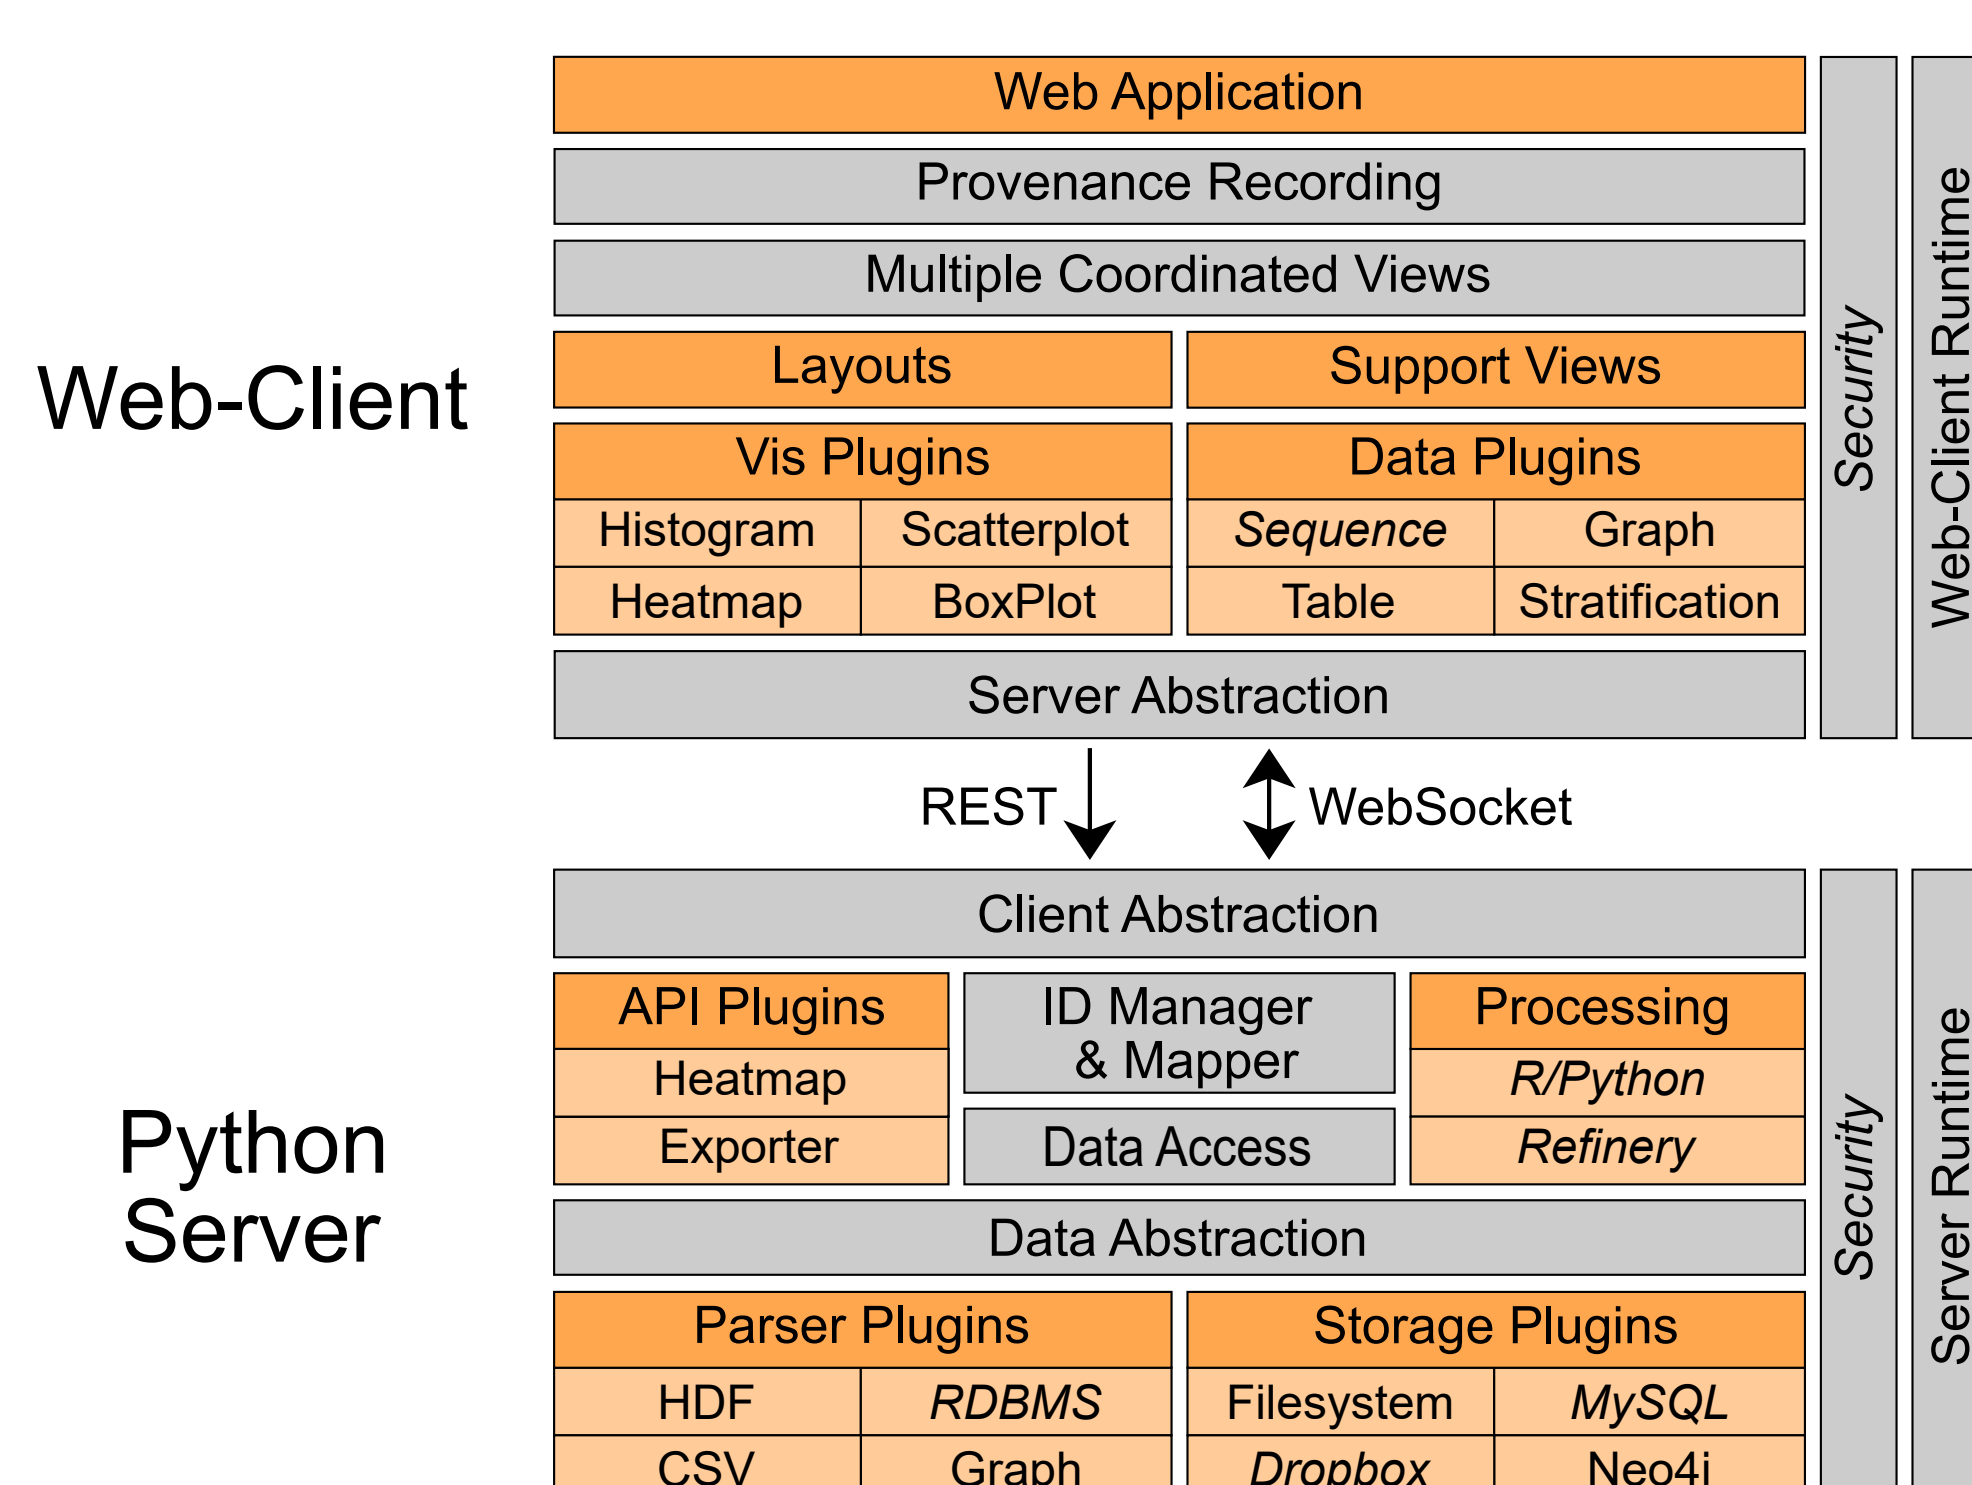 Web Application
Provenance Recording
Multiple Coordinated Views
Layouts
Support Views
Vis Plugins
Data Plugins
Histogram
Scatterplot
Sequence
Graph
Heatmap
BoxPlot
Table
Stratification
Server Abstraction
Security
Web-Client Runtime
Web-Client
REST
WebSocket
Client Abstraction
API Plugins
ID Manager
& Mapper
Processing
Heatmap
R/Python
Exporter
Data Access
Refinery
Data Abstraction
Parser Plugins
Storage Plugins
HDF
RDBMS
Filesystem
MySQL
CSV
Graph
Dropbox
Neo4j
Security
Server Runtime
Python
Server